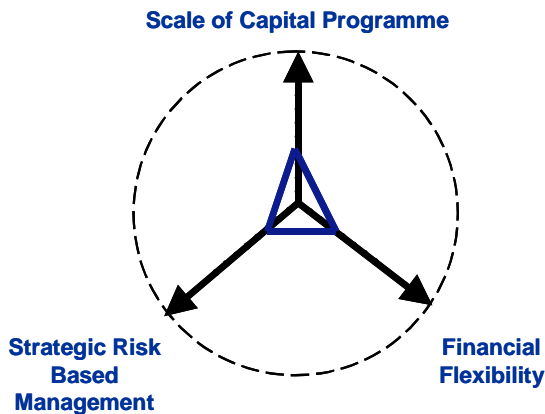 Scale of Capital Programme
Strategic Risk
Based
Management
Financial
Flexibility